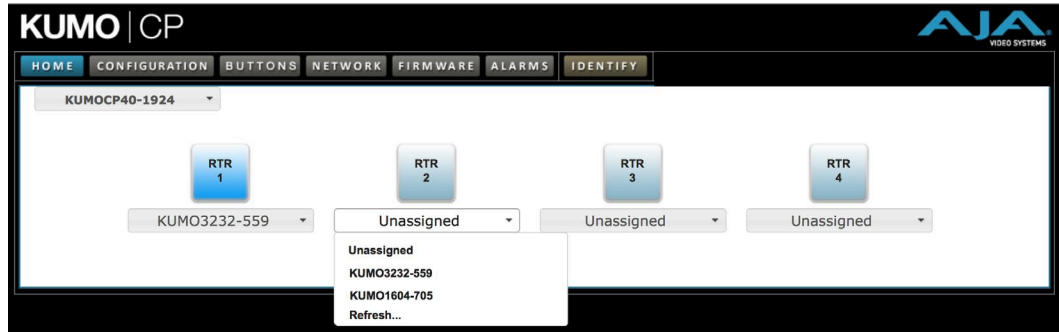 KUMO | CP
AJA
VIDEO SYSTEMS
HOME CONFIGURATION BUTTONS NETWORK FIRMWARE ALARMS IDENTIFY
KUMOCP40-1924
RTR RTR RTR RTR
1 2 3 4
KUMO3232-559 Unassigned Unassigned Unassigned
Unassigned
KUMO3232-559
KUMO1604-705
Refresh...